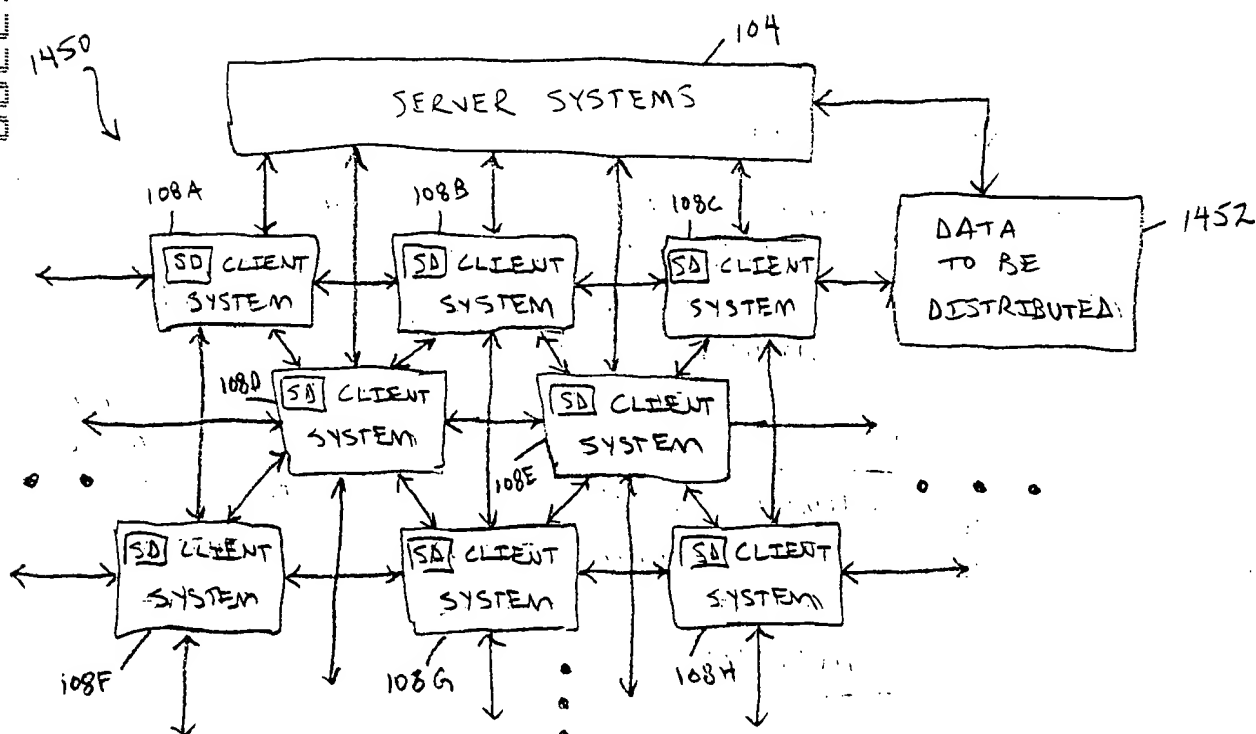 104
1450
SERVER SYSTEMS
108A
108B
108C
1452
DATA
TO BE
DISTRIBUTED
SD CLIENT
SYSTEM
SD CLIENT
SYSTEM
SD CLIENT
SYSTEM
108D
SD CLIENT
SYSTEM
108E
SD CLIENT
SYSTEM
SD CLIENT
SYSTEM
SD CLIENT
SYSTEM
SD CLIENT
SYSTEM
108F
108G
108H